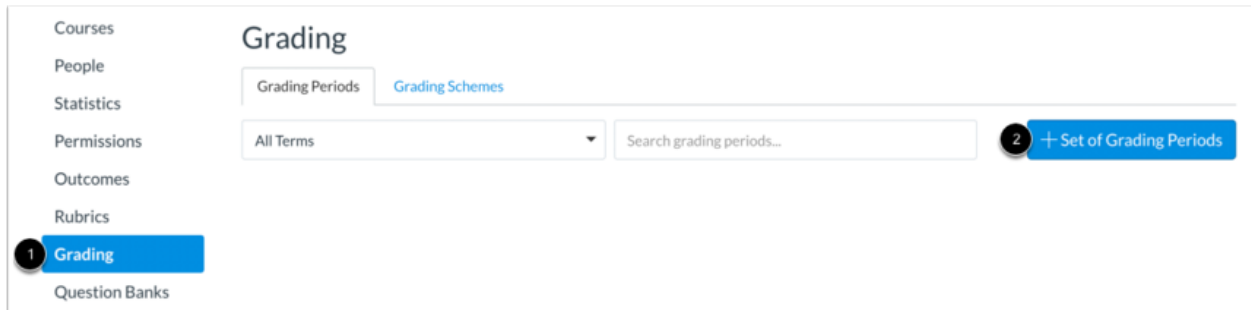 Courses
People
Statistics
Permissions
Outcomes
Rubrics
1 Grading
Question Banks
Grading
Grading Periods Grading Schemes
All Terms Search grading periods... 2 + Set of Grading Periods